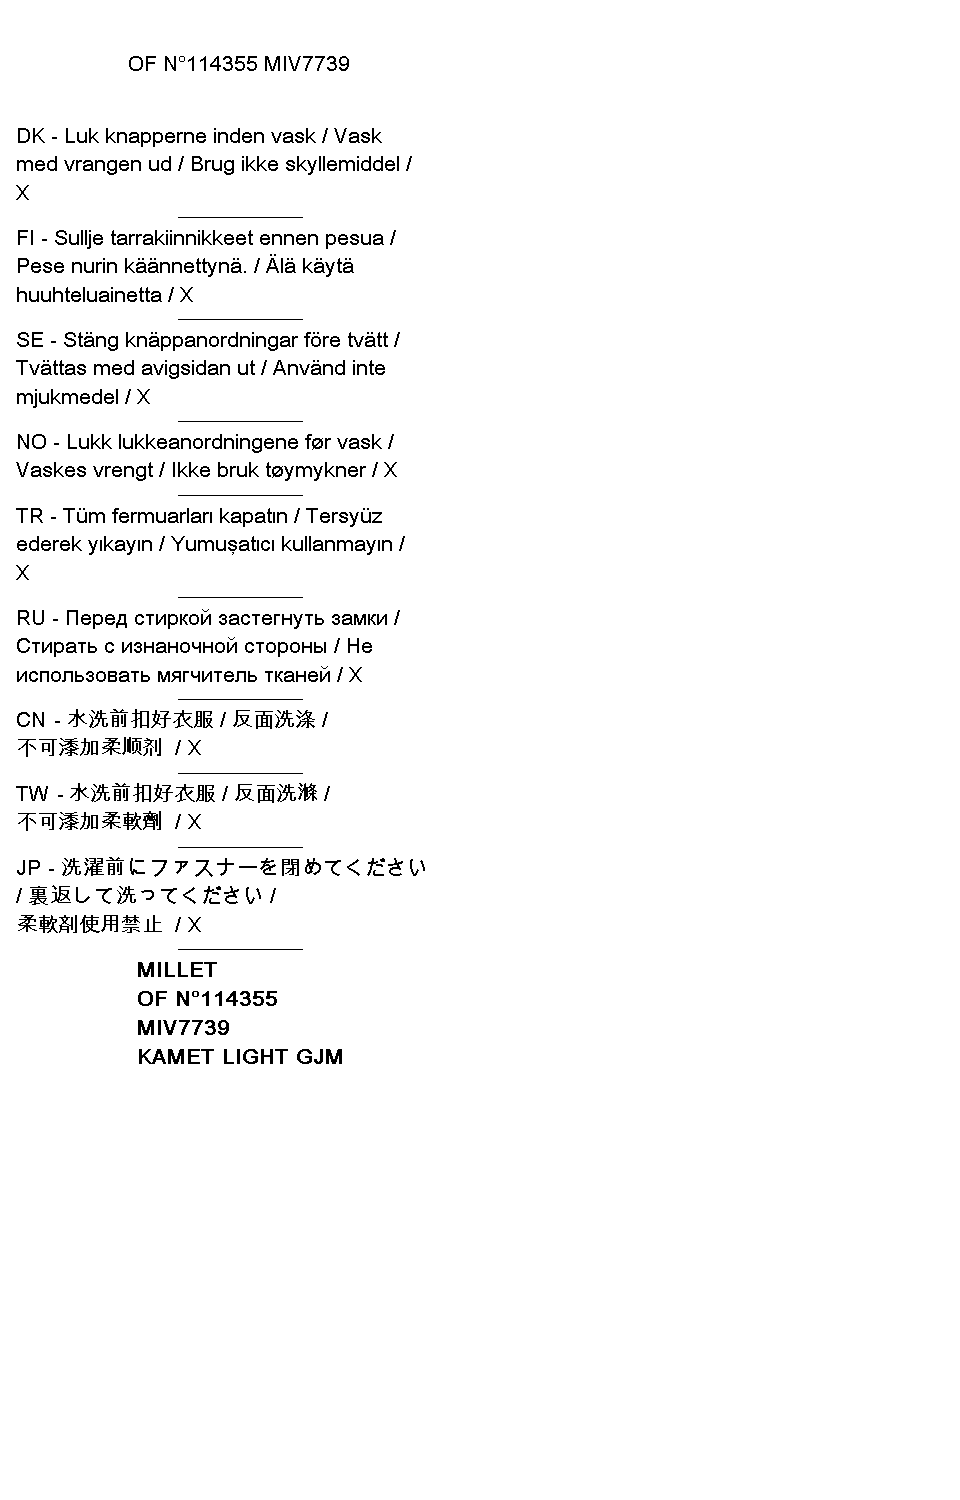 OF N°114355 MIV7739
DK - Luk knapperne inden vask / Vask
med vrangen ud / Brug ikke skyllemiddel /
X
FI - Sullje tarrakiinnikkeet ennen pesua /
Pese nurin käännettynä. / Älä käytä
huuhteluainetta / X
SE - Stäng knäppanordningar före tvätt /
Tvättas med avigsidan ut / Använd inte
mjukmedel / X
NO - Lukk lukkeanordningene før vask /
Vaskes vrengt / Ikke bruk tøymykner / X
TR - Tüm fermuarları kapatın / Tersyüz
ederek yıkayın / Yumuşatıcı kullanmayın /
X
RU - Перед стиркой застегнуть замки /
Стирать с изнаночной стороны / Не
использовать мягчитель тканей / X
CN - 水洗前扣好衣服 / 反面洗涤 /
不可漆加柔顺剂 / X
TW - 水洗前扣好衣服 / 反面洗滌 /
不可漆加柔軟劑 / X
JP - 洗濯前にファスナーを閉めてください
/ 裏返して洗ってください /
柔軟剤使用禁止 / X
MILLET
OF N°114355
MIV7739
KAMET LIGHT GJM